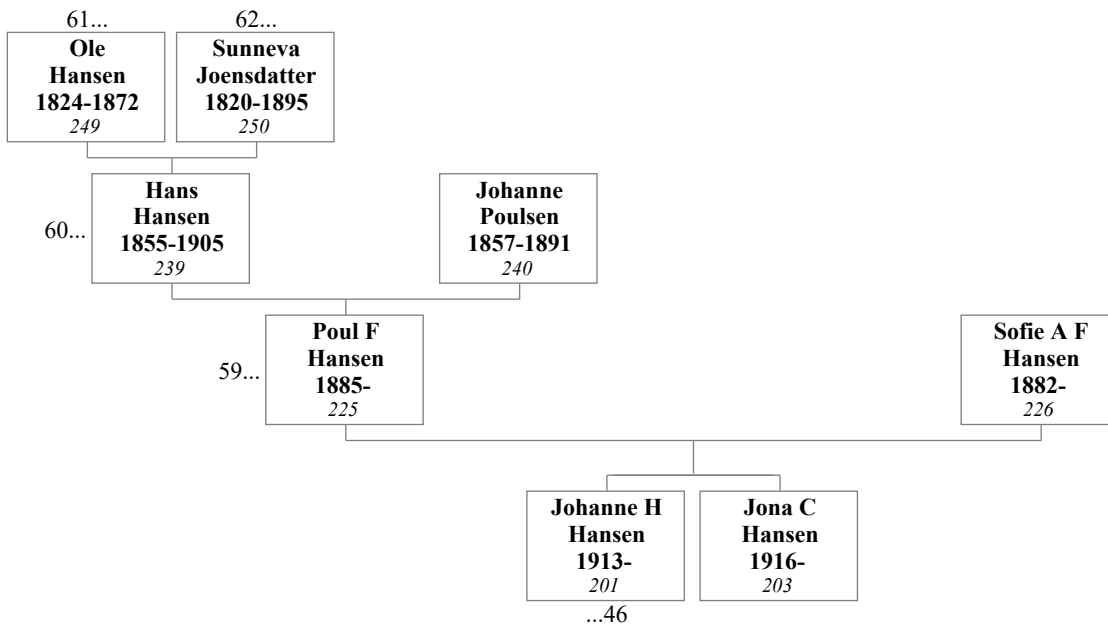 61...
62...
Ole
Hansen
1824-1872
249
Sunneva
Joensdatter
1820-1895
250
60...
Hans
Hansen
1855-1905
239
Johanne
Poulsen
1857-1891
240
59...
Poul F
Hansen
1885-
225
Sofie A F
Hansen
1882-
226
Johanne H
Hansen
1913-
201
Jona C
Hansen
1916-
203
...46